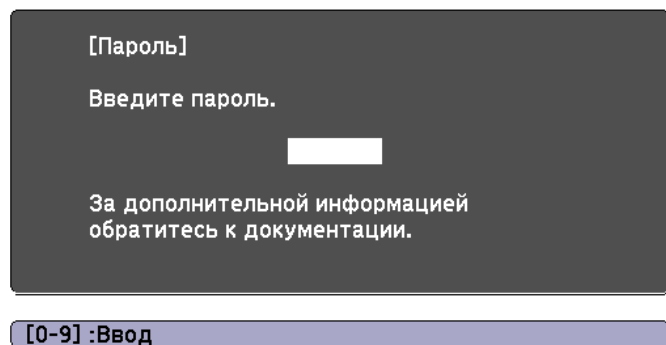 [Пароль]
Введите пароль.
За дополнительной информацией
обратитесь к документации.
[0-9] :Ввод